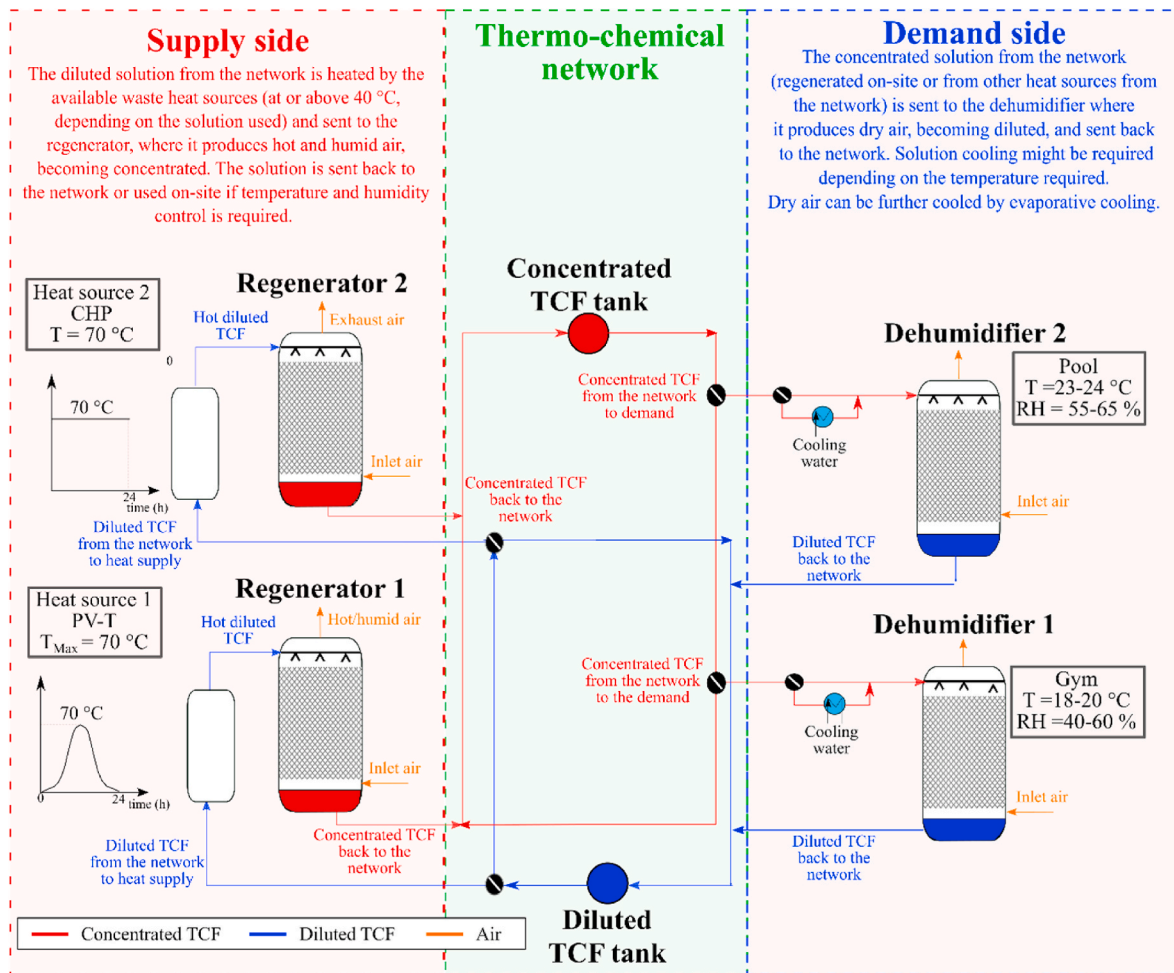 Supply side
The diluted solution from the network is heated by the
available waste heat sources (at or above 40 °C,
depending on the solution used) and sent to the
regenerator, where it produces hot and humid air,
becoming concentrated. The solution is sent back to
the network or used on-site if temperature and humidity
control is required.
Thermo-chemical
network
Demand side
The concentrated solution from the network
(regenerated on-site or from other heat sources from
the network) is sent to the dehumidifier where
it produces dry air, becoming diluted, and sent back
to the network. Solution cooling might be required
depending on the temperature required.
Dry air can be further cooled by evaporative cooling.
Heat source 2
CHP
T = 70 °C
Regenerator 2
Hot diluted
TCF
Exhaust air
0
70 °C
24
time (h)
Inlet air
Diluted TCF
from the network
to heat supply
Concentrated TCF
back to the
network
Concentrated
TCF tank
Concentrated TCF
from the network
to demand
Cooling
water
Dehumidifier 2
Pool
T =23-24 °C
RH = 55-65 %
Inlet air
Diluted TCF
back to the
network
Heat source 1
PV-T
TMax = 70 °C
Regenerator 1
Hot diluted
TCF
Hot/humid air
70 °C
0
24
time (h)
Inlet air
Diluted TCF
from the network
to heat supply
Concentrated TCF
back to the
network
Concentrated TCF
from the network
to the demand
Cooling
water
Dehumidifier 1
Gym
T =18-20 °C
RH =40-60 %
Inlet air
Diluted TCF
back to the
network
Diluted
TCF tank
Concentrated TCF
Diluted TCF
Air